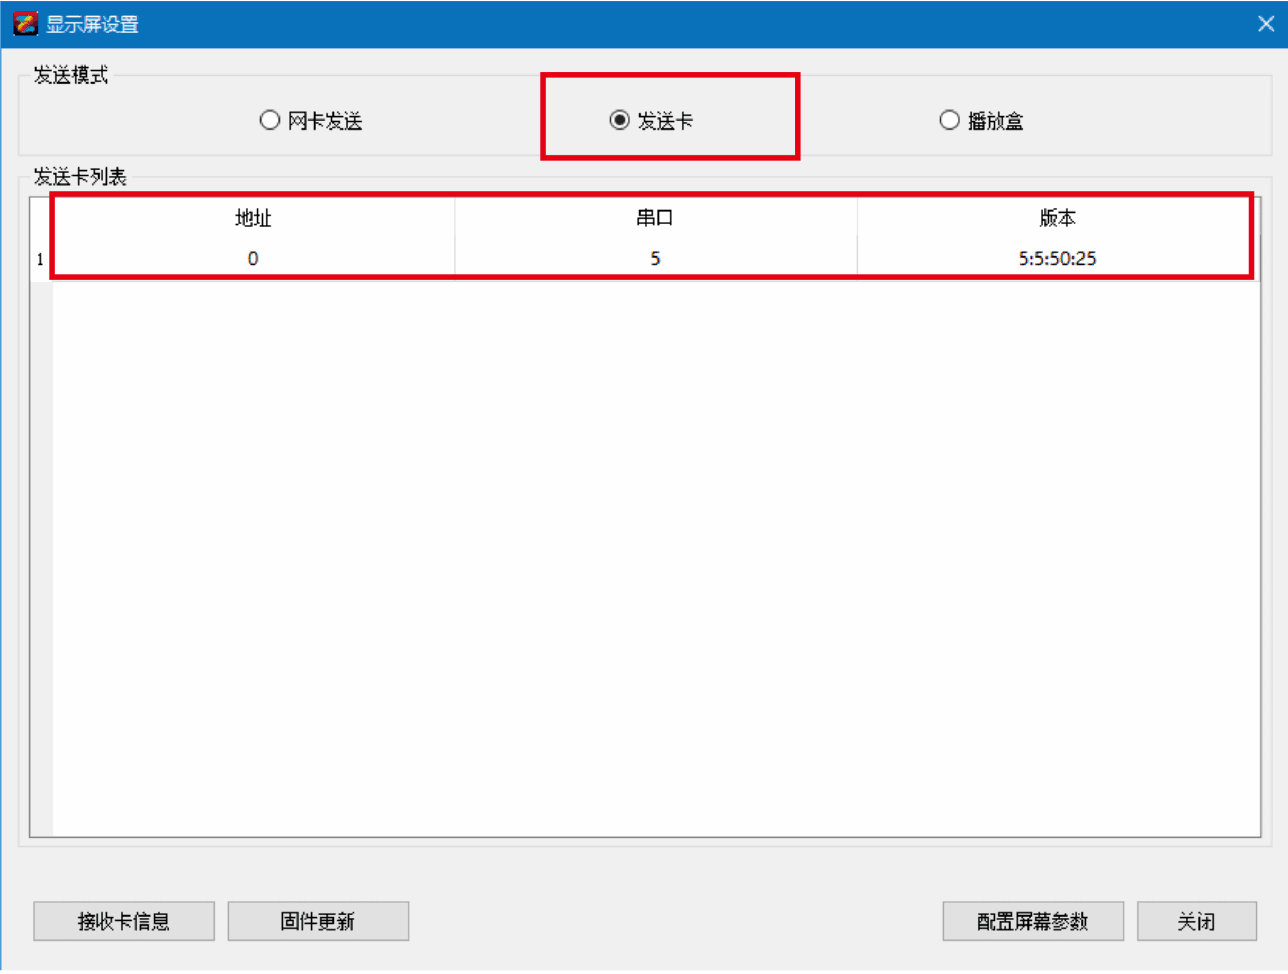 显示屏设置
发送模式
网卡发送 发送卡 播放盒
发送卡列表
地址 串口 版本
1 0 5 5:5:50:25
接收卡信息 固件更新 配置屏幕参数 关闭